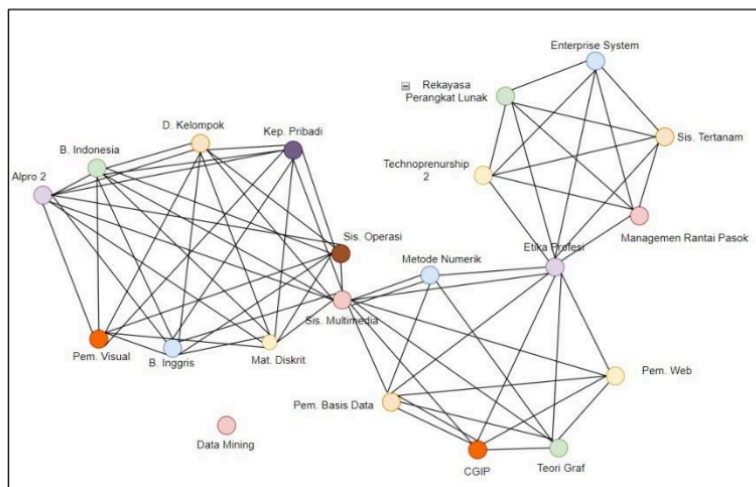 Enterprise System
Rekayasa
Perangkat Lunak
D. Kelompok
Kep. Pribadi
B. Indonesia
Sis. Tertanam
Technoprenurship
2
Alpro 2
Sis. Operasi
Managemen Rantai Pasok
Metode Numerik
Etika Profesi
Sis. Multimedia
Pem. Visual
B. Inggris
Mat. Diskrit
Pem. Web
Pem. Basis Data
Data Mining
CGIP
Teori Graf